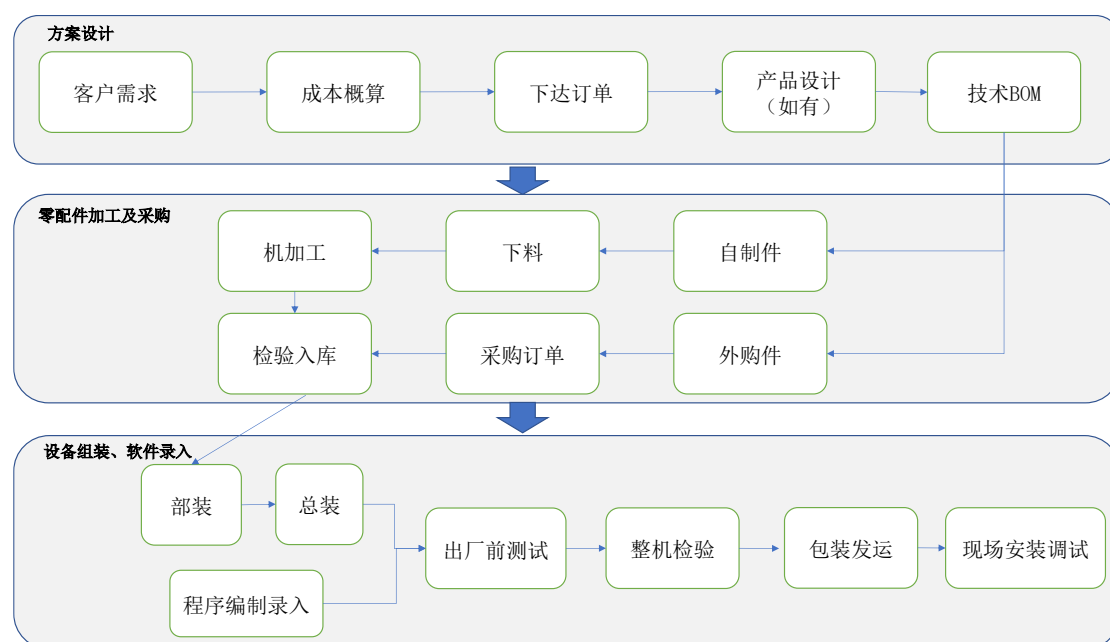 方案设计
客户需求
成本概算
下达订单
产品设计
（如有）
技术BOM
零配件加工及采购
机加工
下料
自制件
检验入库
采购订单
外购件
设备组装、软件录入
部装
总装
出厂前测试
整机检验
包装发运
现场安装调试
程序编制录入